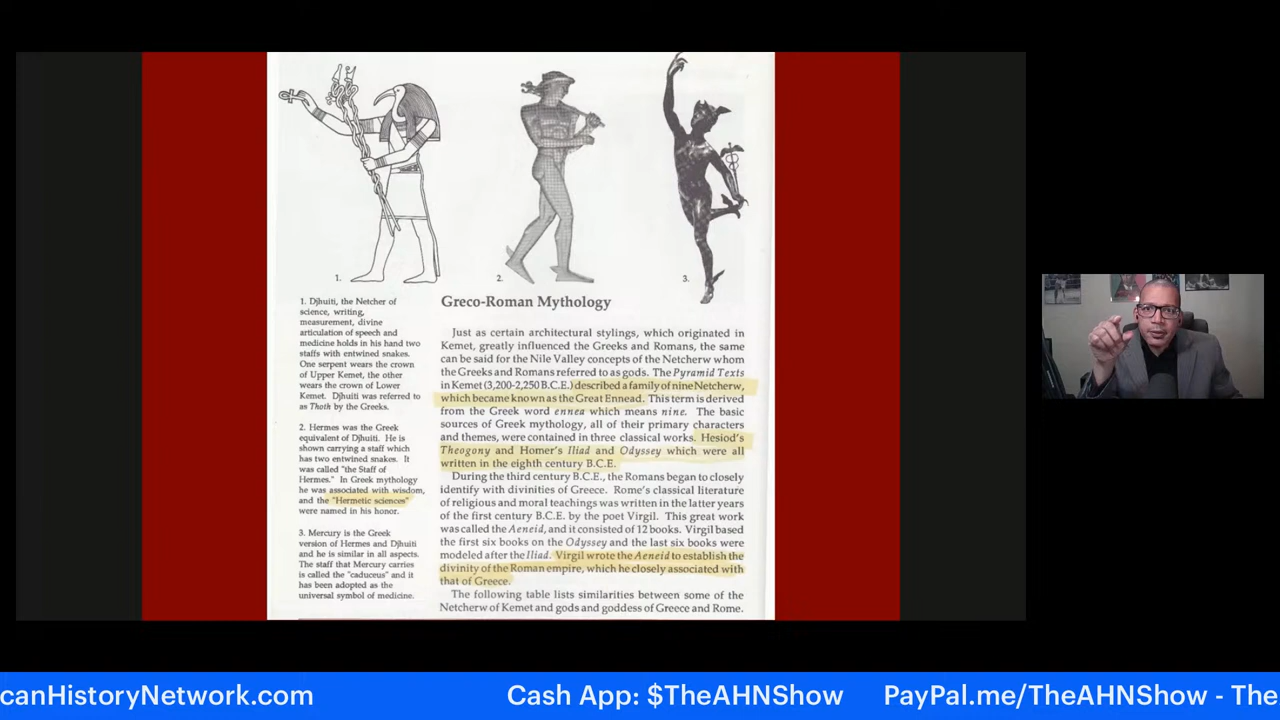 1.
2.
3.
1. Djhuiti, the Netcher of
science, writing,
measurement, divine
articulation of speech and
medicine holds in his hand two
staffs with entwined snakes.
One serpent wears the crown
of Upper Kemet, the other
wears the crown of Lower
Kemet. Djhuiti was referred to
as Thoth by the Greeks.
2. Hermes was the Greek
equivalent of Djhuiti. He is
shown carrying a staff which
has two entwined snakes. It
was called "the Staff of
Hermes." In Greek mythology
he was associated with wisdom,
and the "Hermetic sciences"
were named in his honor.
3. Mercury is the Greek
version of Hermes and Djhuiti
and he is similar in all aspects.
The staff that Mercury carries
is called the "caduceus" and it
has been adopted as the
universal symbol of medicine.
Greco-Roman Mythology
Just as certain architectural stylings, which originated in
Kemet, greatly influenced the Greeks and Romans, the same
can be said for the Nile Valley concepts of the Netcherw whom
the Greeks and Romans referred to as gods. The Pyramid Texts
in Kemet (3,200-2,250 B.C.E.) described a family of nine Netcherw,
which became known as the Great Ennead. This term is derived
from the Greek word ennea which means nine. The basic
sources of Greek mythology, all of their primary characters
and themes, were contained in three classical works. Hesiod's
Theogony and Homer's Iliad and Odyssey which were all
written in the eighth century B.C.E.
During the third century B.C.E., the Romans began to closely
identify with divinities of Greece. Rome's classical literature
of religious and moral teachings was written in the latter years
of the first century B.C.E. by the poet Virgil. This great work
was called the Aeneid, and it consisted of 12 books. Virgil based
the first six books on the Odyssey and the last six books were
modeled after the Iliad. Virgil wrote the Aeneid to establish the
divinity of the Roman empire, which he closely associated with
that of Greece.
The following table lists similarities between some of the
Netcherw of Kemet and gods and goddess of Greece and Rome.
canHistoryNetwork.com Cash App: $TheAHNShow PayPal.me/TheAHNShow - The